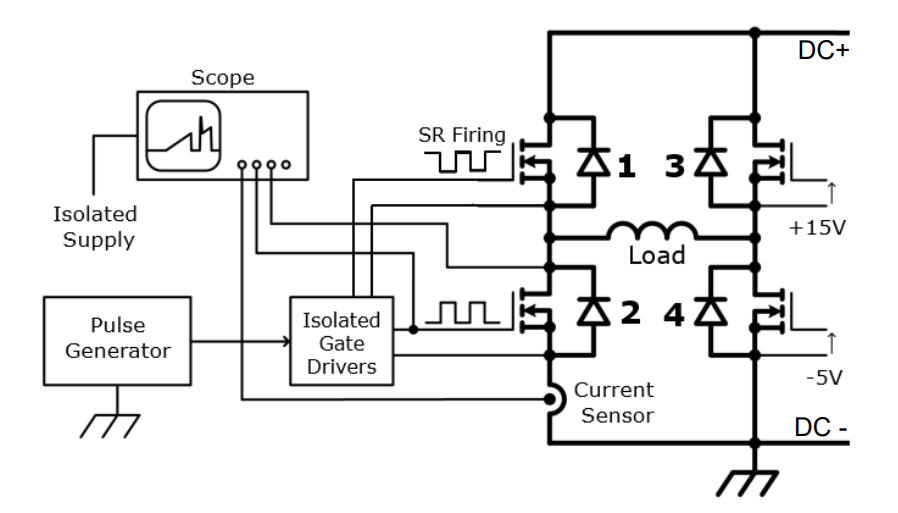 Scope
DC+
SR Firing
1
3
Isolated
Supply
+15V
Load
Pulse
Generator
Isolated
Gate
Drivers
2
4
-5V
Current
Sensor
DC -